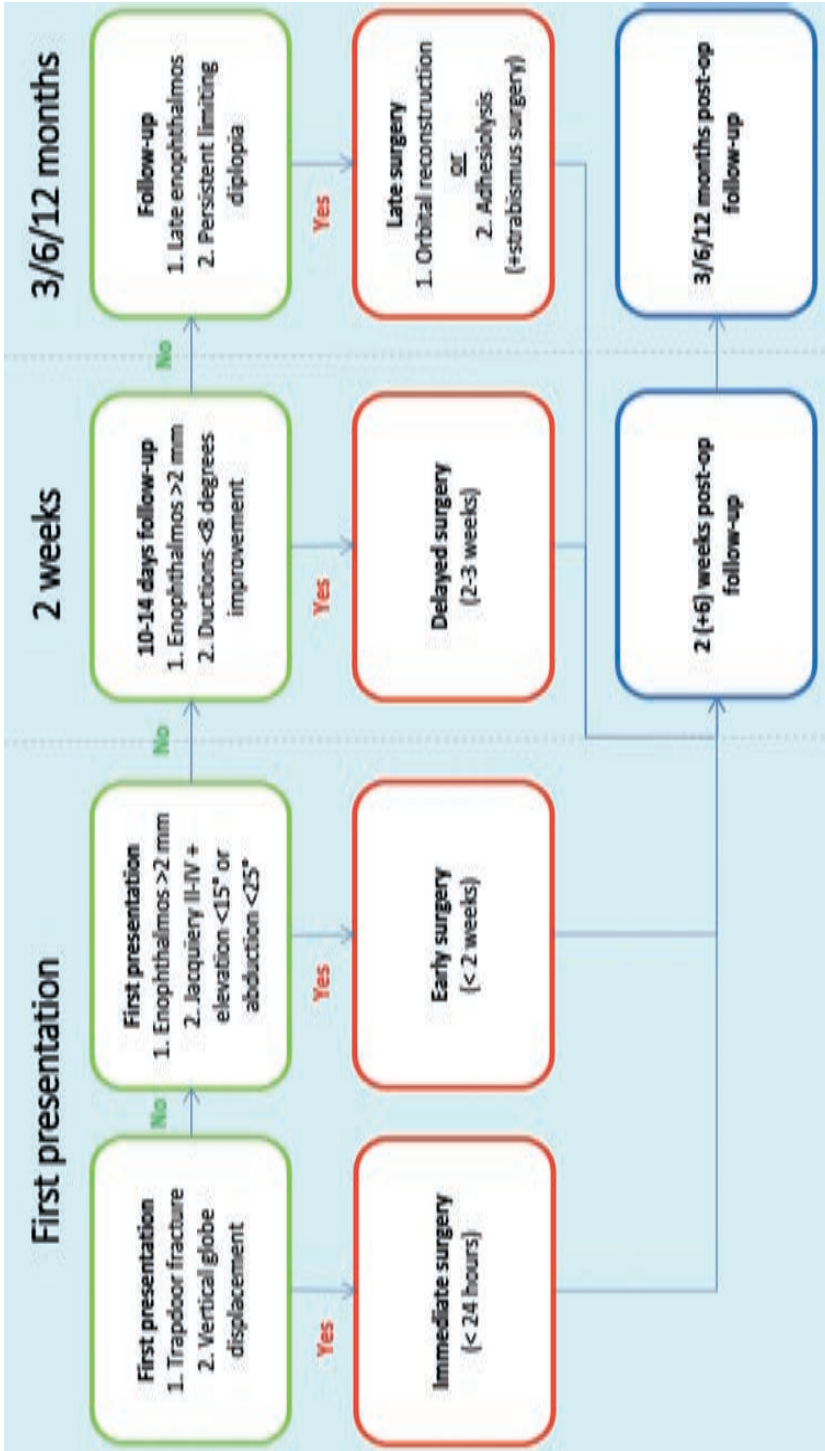 First presentation
2 weeks
3/6/12 months
First presentation
1. Trapdoor fracture
2. Vertical globe
displacement
No
First presentation
1. Enophthalmos >2 mm
2. Jacquiery II-IV +
elevation <15° or
abduction <25°
No
10-14 days follow-up
1. Enophthalmos >2 mm
2. Ductions <8 degrees
improvement
No
Follow-up
1. Late enophthalmos
2. Persistent limiting
diplopia
Yes
Yes
Yes
Yes
Immediate surgery
(< 24 hours)
Early surgery
(< 2 weeks)
Delayed surgery
(2-3 weeks)
Late surgery
1. Orbital reconstruction
or
2. Adhesiolysis
(+strabismus surgery)
2 (+6) weeks post-op
follow-up
3/6/12 months post-op
follow-up